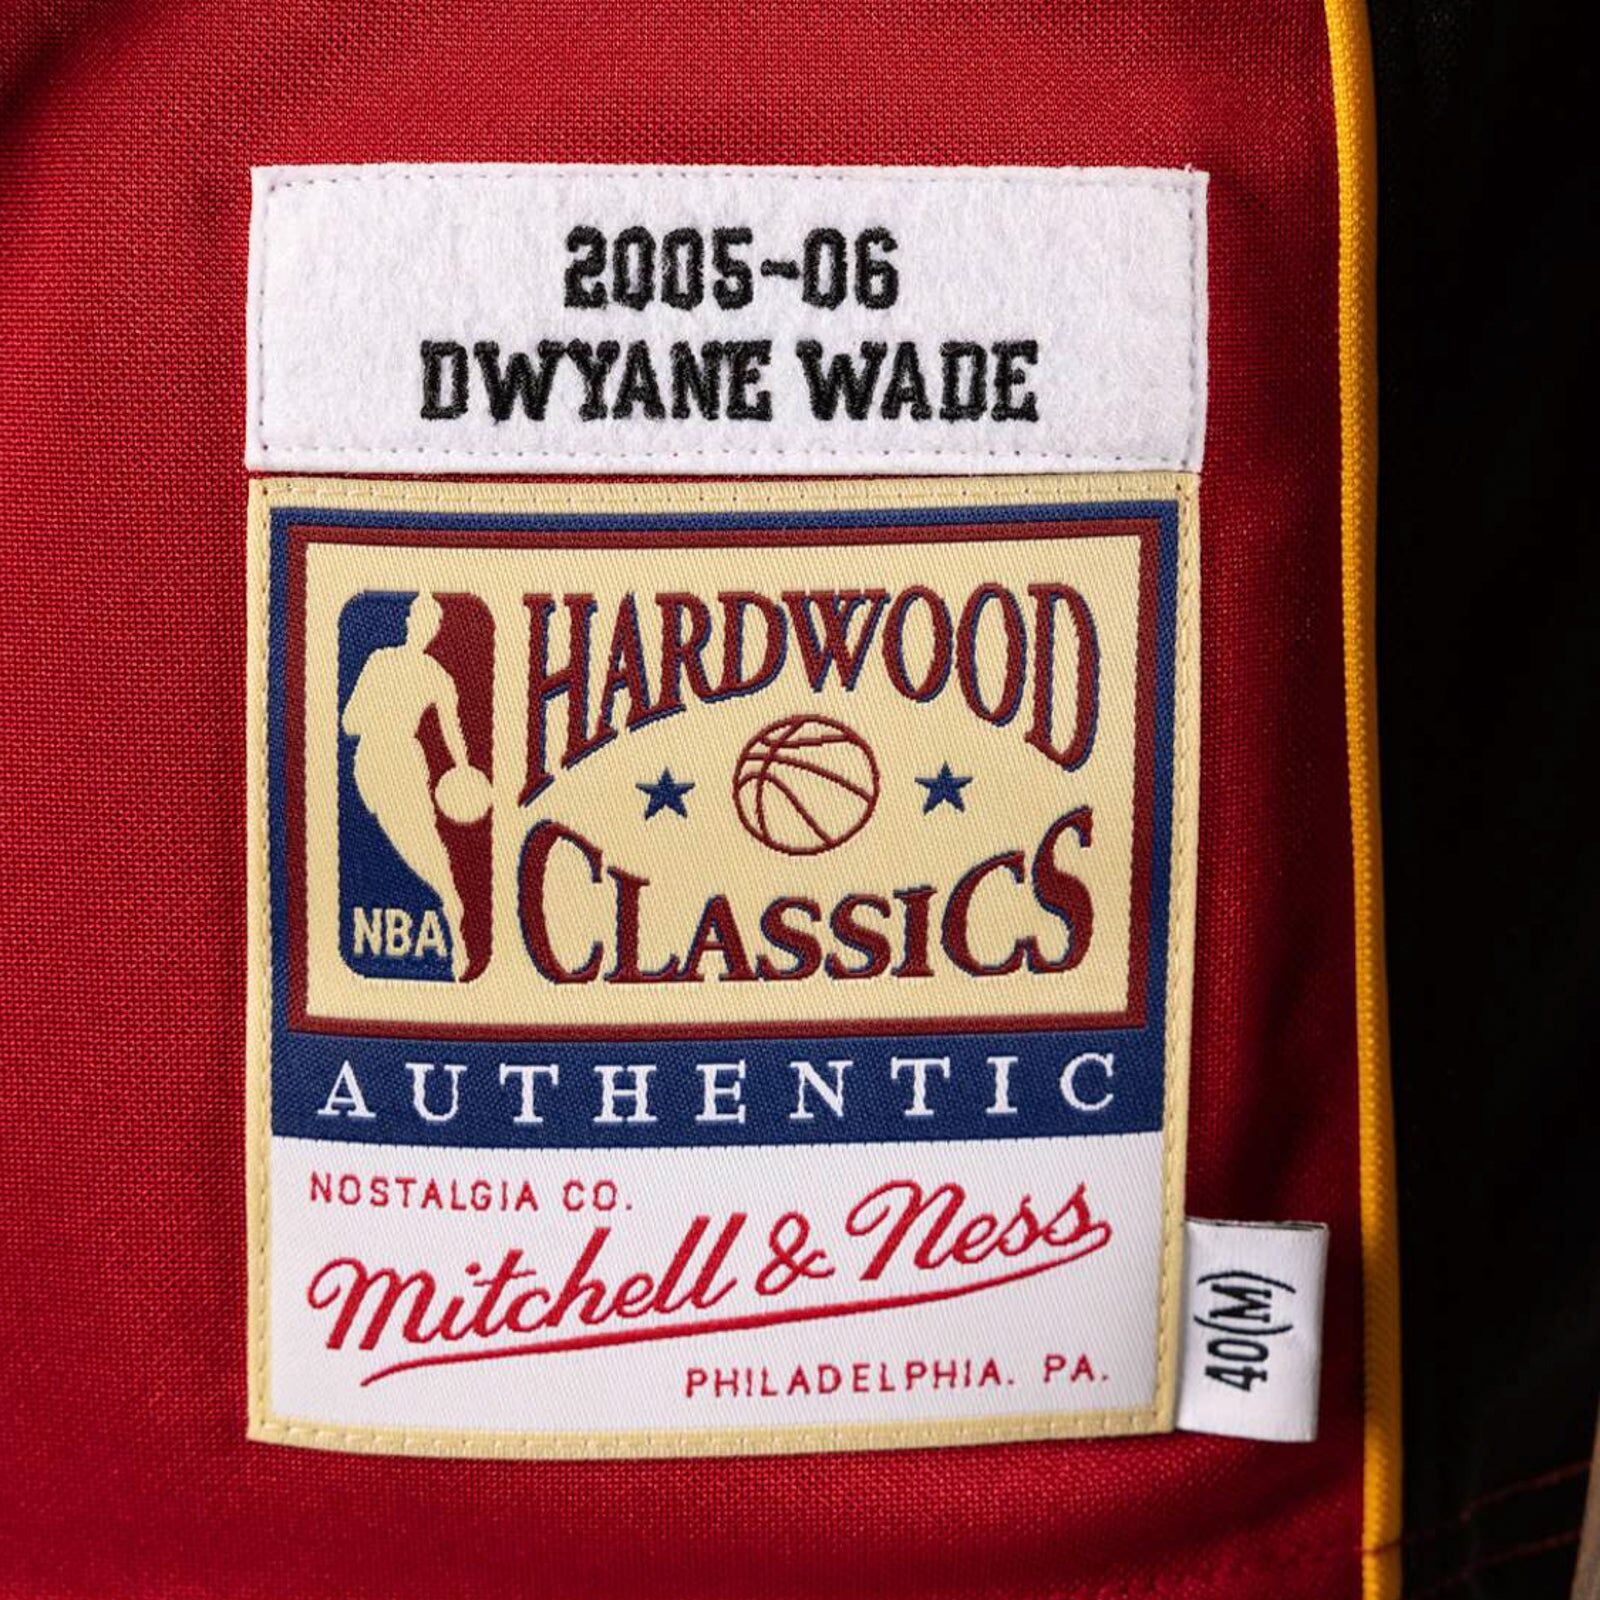 2005-06
DWYANE WADE
HARDWOOD
CLASSICS
NBA
AUTHENTIC
NOSTALGIA CO.
Mitchell & Ness
PHILADELPHIA. PA.
40(M)